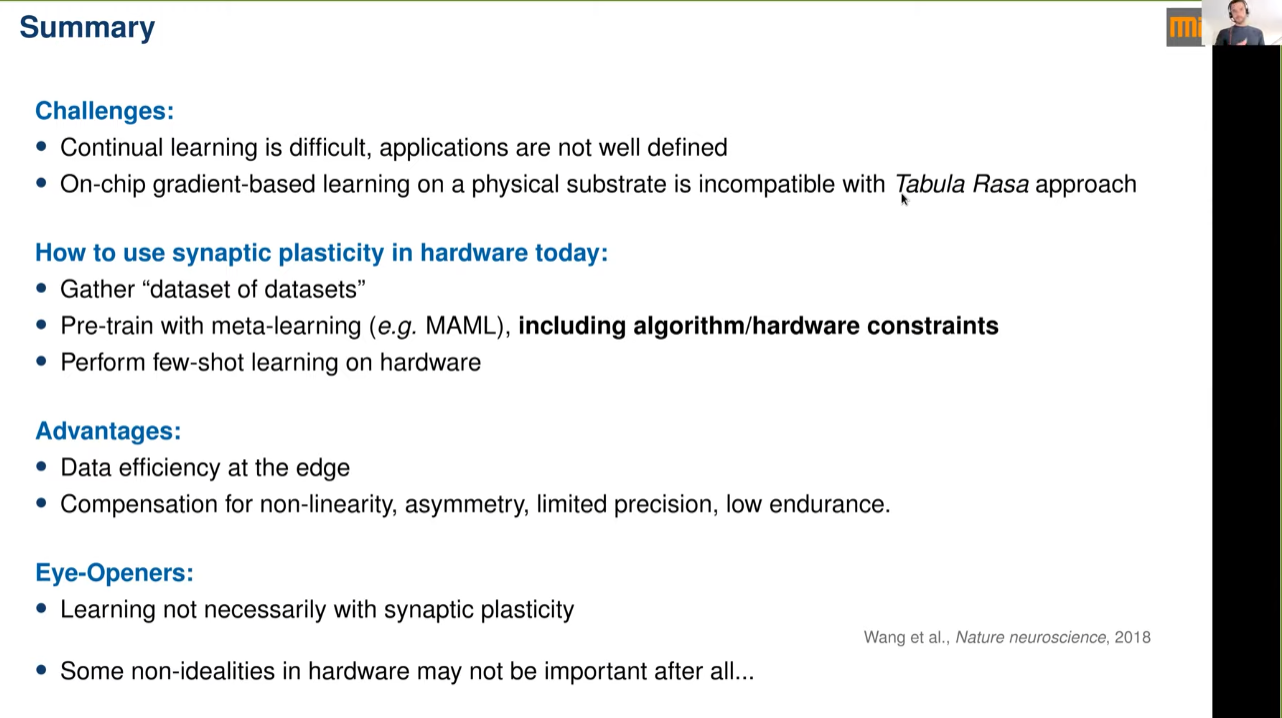 Summary
Challenges:
• Continual learning is difficult, applications are not well defined
• On-chip gradient-based learning on a physical substrate is incompatible with Tabula Rasa approach
How to use synaptic plasticity in hardware today:
• Gather “dataset of datasets”
• Pre-train with meta-learning (e.g. MAML), including algorithm/hardware constraints
• Perform few-shot learning on hardware
Advantages:
• Data efficiency at the edge
• Compensation for non-linearity, asymmetry, limited precision, low endurance.
Eye-Openers:
• Learning not necessarily with synaptic plasticity
Wang et al., Nature neuroscience, 2018
• Some non-idealities in hardware may not be important after all...